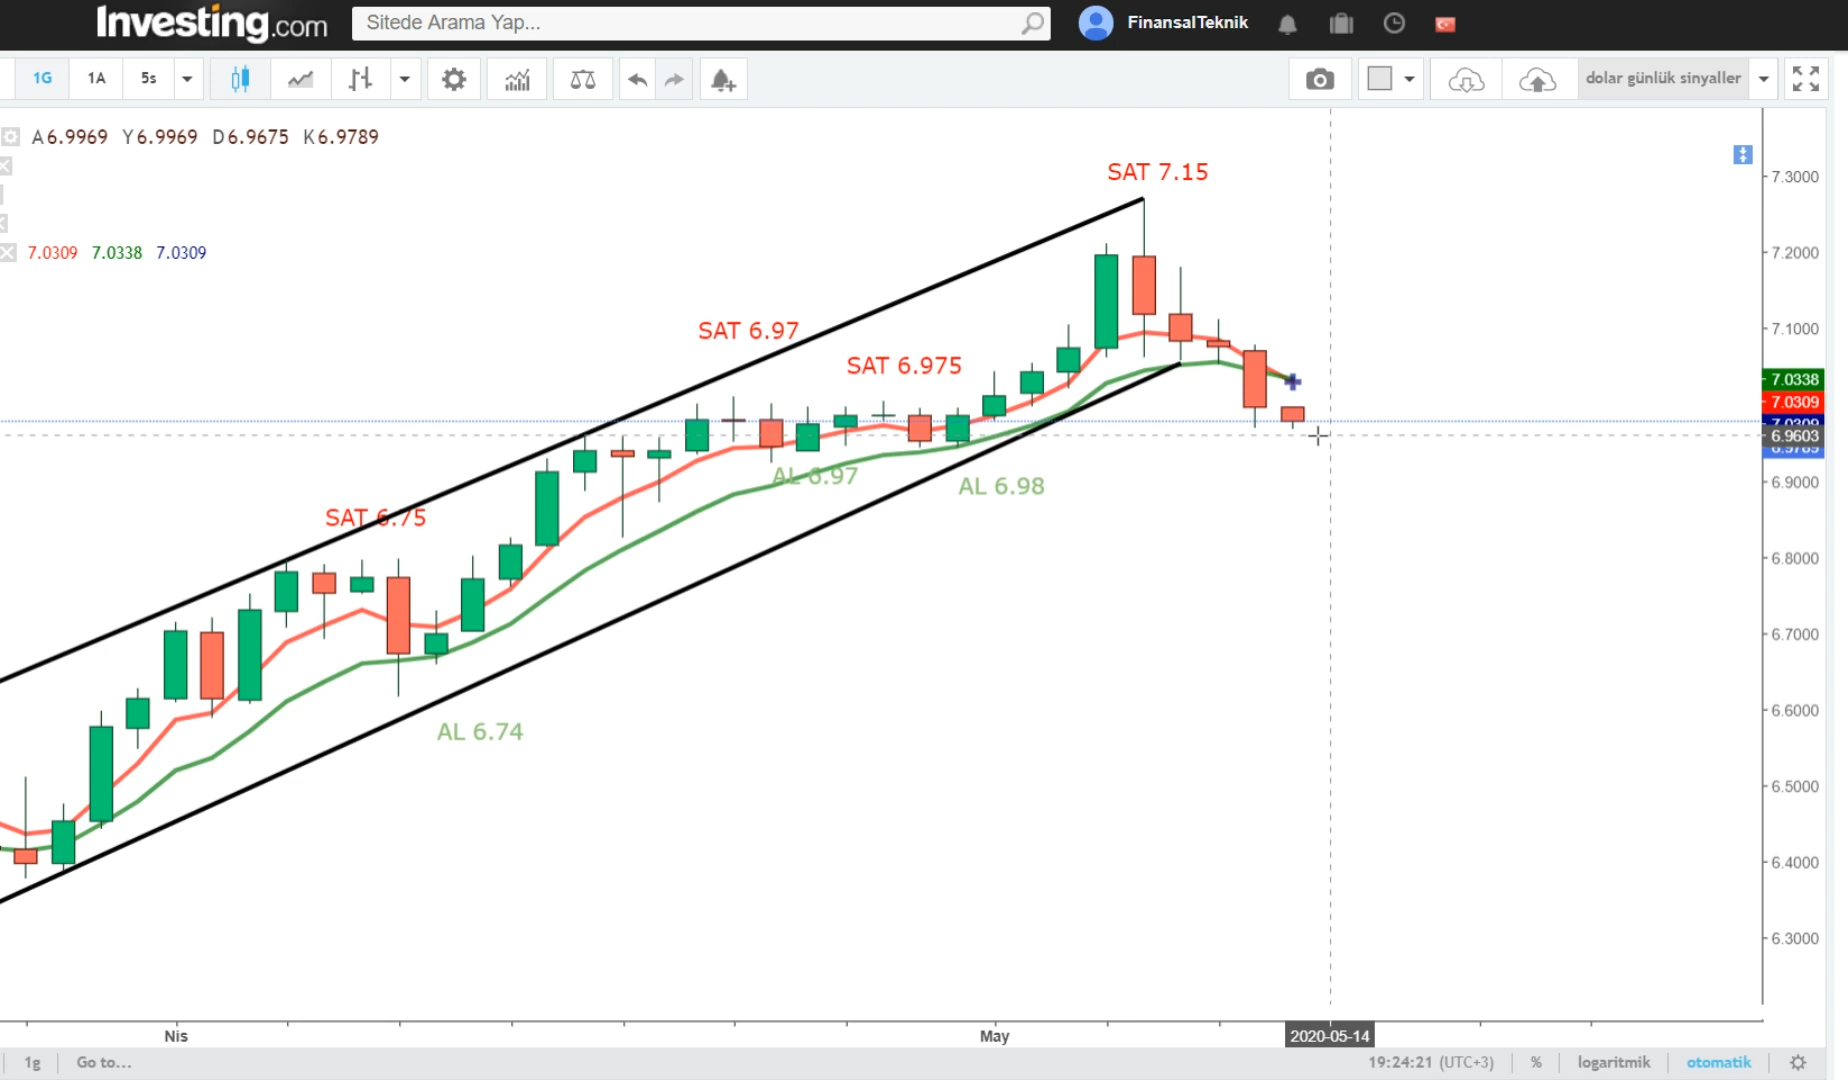 Investing.com
Sitede Arama Yap...
FinansalTeknik
1G 1A 5s
dolar günlük sinyaller
A6.9969 Y6.9969 D6.9675 K6.9789
7.0309 7.0338 7.0309
SAT 7.15
SAT 6.97
SAT 6.975
AL 6.97
AL 6.98
SAT 6.75
AL 6.74
7.3000
7.2000
7.1000
7.0338
7.0309
7.0309
6.9603
6.9789
6.9000
6.8000
6.7000
6.6000
6.5000
6.4000
6.3000
Nis May 2020-05-14
1g Go to... 19:24:21 (UTC+3) % logaritmik otomatik